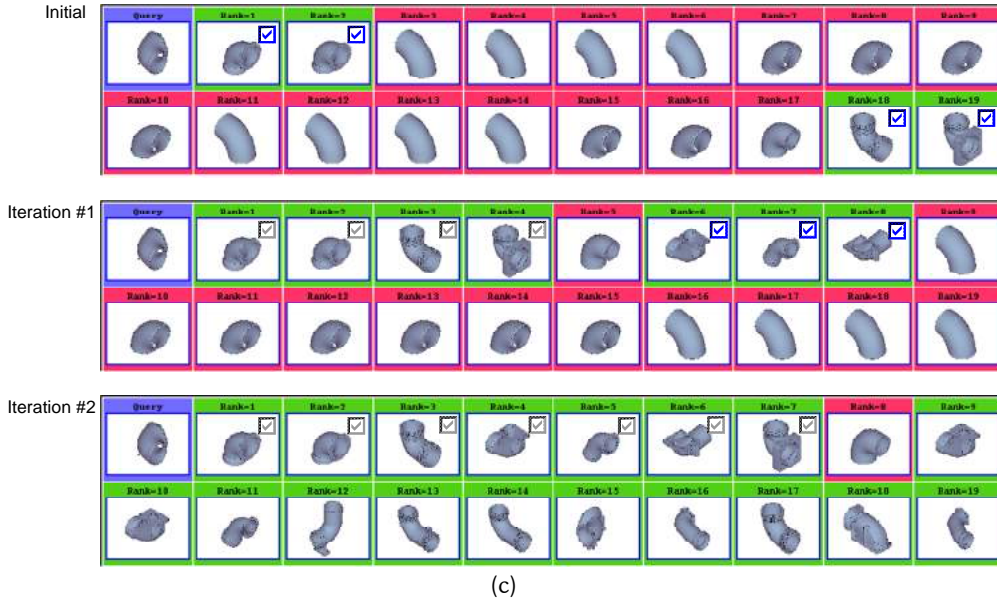 Initial
Query Rank=1 Rank=2 Rank=3 Rank=4 Rank=5 Rank=6 Rank=7 Rank=8 Rank=9
Rank=10 Rank=11 Rank=12 Rank=13 Rank=14 Rank=15 Rank=16 Rank=17 Rank=18 Rank=19
Iteration #1
Query Rank=1 Rank=2 Rank=3 Rank=4 Rank=5 Rank=6 Rank=7 Rank=8 Rank=9
Rank=10 Rank=11 Rank=12 Rank=13 Rank=14 Rank=15 Rank=16 Rank=17 Rank=18 Rank=19
Iteration #2
Query Rank=1 Rank=2 Rank=3 Rank=4 Rank=5 Rank=6 Rank=7 Rank=8 Rank=9
Rank=10 Rank=11 Rank=12 Rank=13 Rank=14 Rank=15 Rank=16 Rank=17 Rank=18 Rank=19
(c)